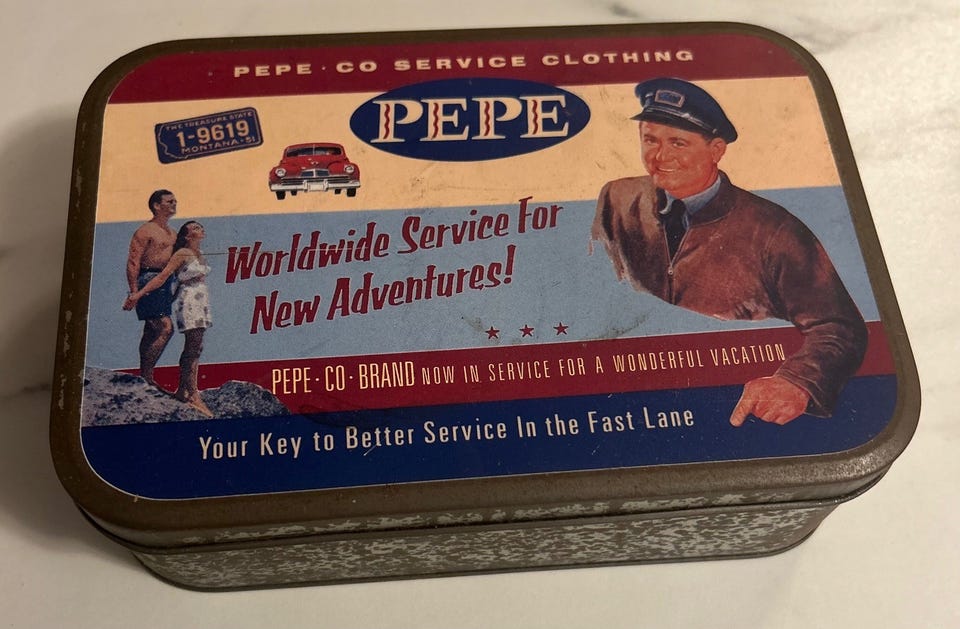 PEPE · CO SERVICE CLOTHING
PEPE
THE TREASURE STATE
1-9619
MONTANA-51
Worldwide Service For
New Adventures!
PEPE · CO · BRAND NOW IN SERVICE FOR A WONDERFUL VACATION
Your Key to Better Service In the Fast Lane